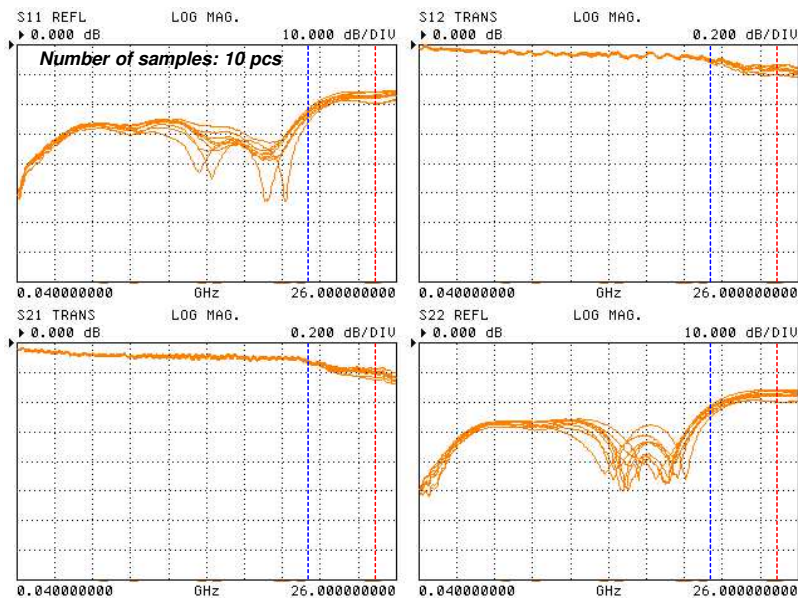 S11 REFL LOG MAG.
0.000 dB 10.000 dB/DIV
Number of samples: 10 pcs
0.040000000 GHz 26.000000000
S12 TRANS LOG MAG.
0.000 dB 0.200 dB/DIV
0.040000000 GHz 26.000000000
S21 TRANS LOG MAG.
0.000 dB 0.200 dB/DIV
0.040000000 GHz 26.000000000
S22 REFL LOG MAG.
0.000 dB 10.000 dB/DIV
0.040000000 GHz 26.000000000